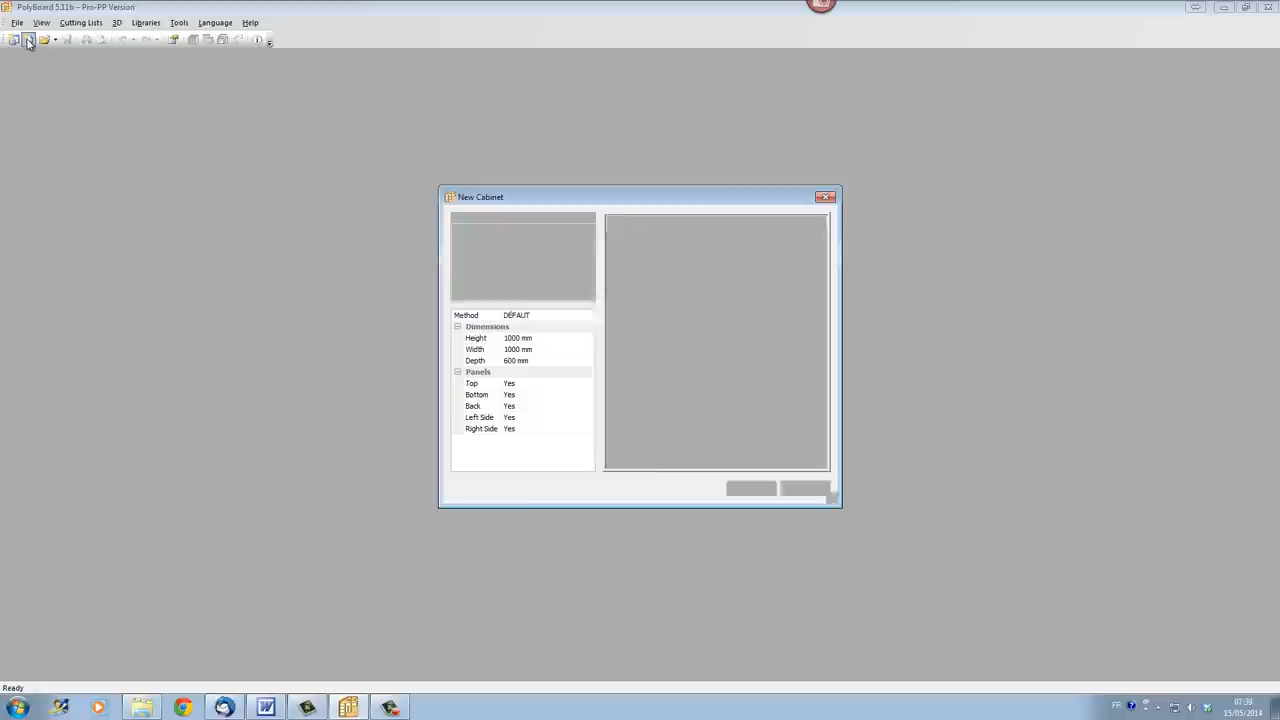 PolyBoard 5.11b - Pro-PP Version
File View Cutting Lists 3D Libraries Tools Language Help
New Cabinet
Method DÉFAUT
Dimensions
Height 1000 mm
Width 1000 mm
Depth 600 mm
Panels
Top Yes
Bottom Yes
Back Yes
Left Side Yes
Right Side Yes
Ready
FR 07:39
15/05/2014